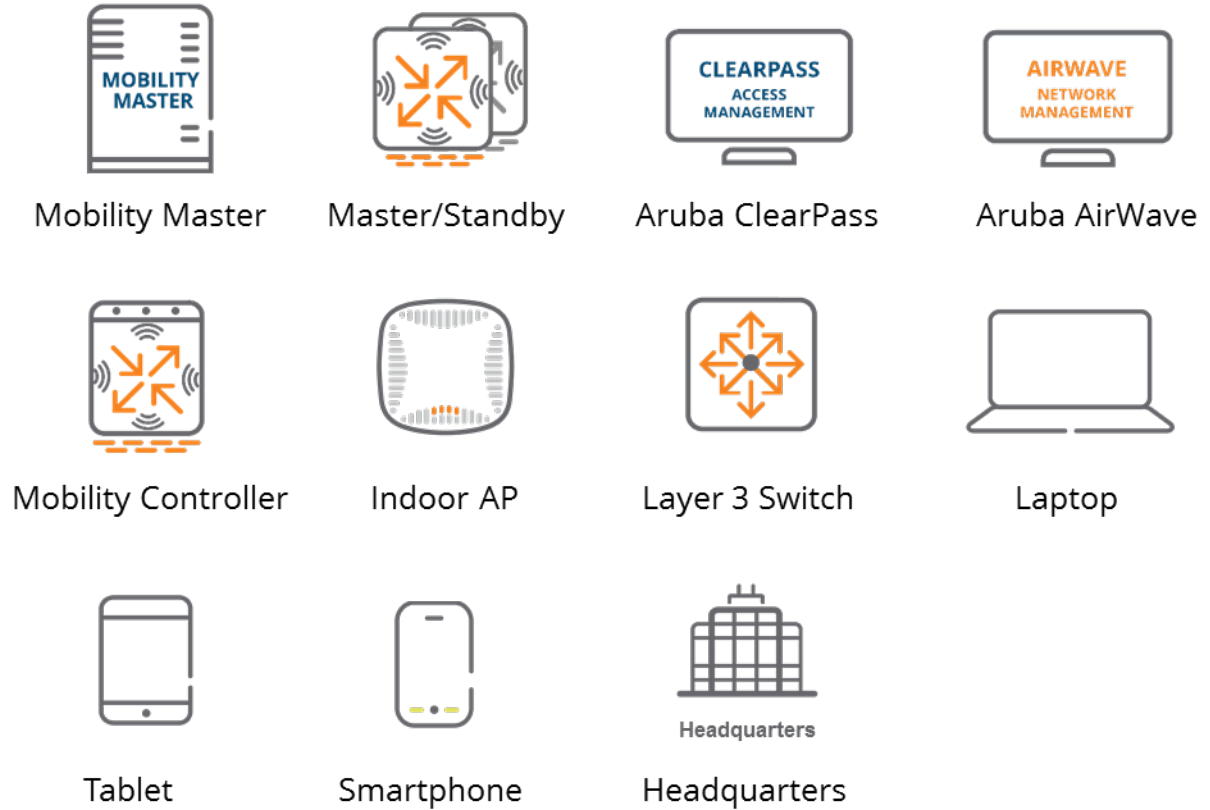 MOBILITY
MASTER
CLEARPASS
ACCESS
MANAGEMENT
AIRWAVE
NETWORK
MANAGEMENT
Mobility Master
Master/Standby
Aruba ClearPass
Aruba AirWave
Mobility Controller
Indoor AP
Layer 3 Switch
Laptop
Headquarters
Tablet
Smartphone
Headquarters